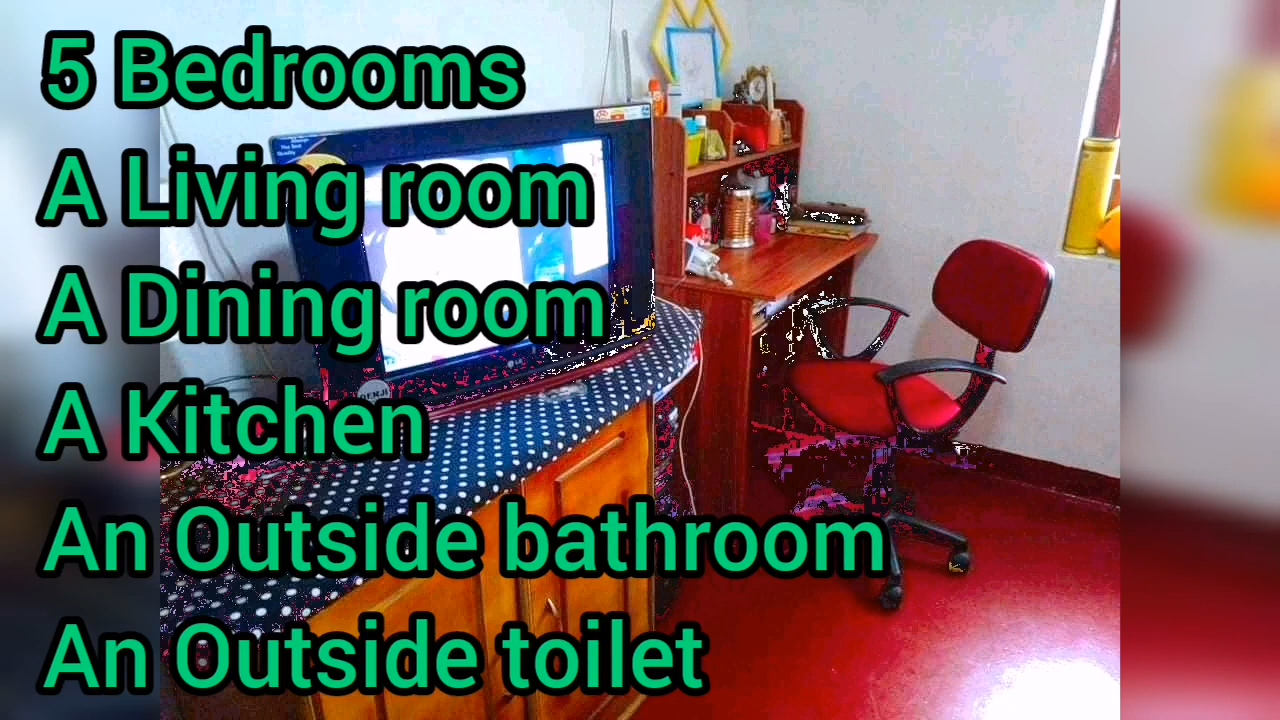 5 Bedrooms
A Living room
A Dining room
A Kitchen
An Outside bathroom
An Outside toilet